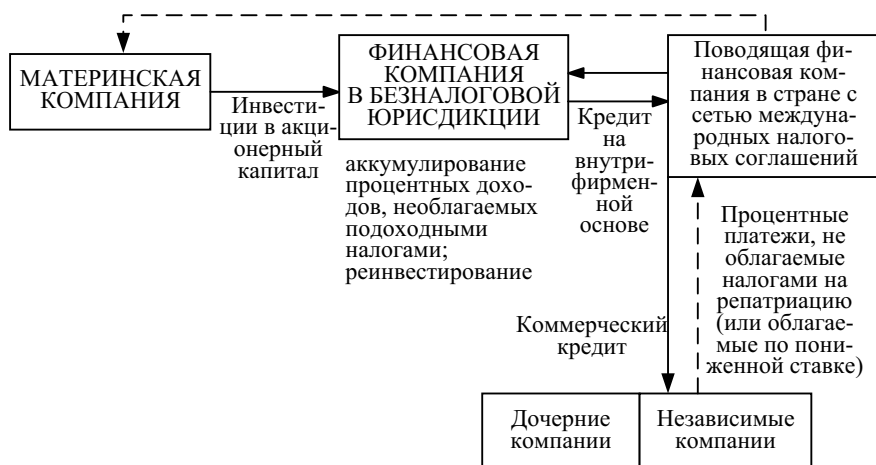 МАТЕРИНСКАЯ
КОМПАНИЯ
Инвести-
ции в акци-
онерный
капитал
ФИНАНСОВАЯ
КОМПАНИЯ
В БЕЗНАЛОГОВОЙ
ЮРИСДИКЦИИ
аккумулирование
процентных дохо-
дов, необлагаемых
подоходными
налогами;
реинвестирование
Кредит
на
внутри-
фирмен-
ной
основе
Поводящая фи-
нансовая ком-
пания в стране с
сетью междуна-
родных налого-
вых соглашений
Процентные
платежи, не
облагаемые
налогами на
репатриацию
(или облагае-
мые по пони-
женной ставке)
Коммерческий
кредит
Дочерние
компании
Независимые
компании